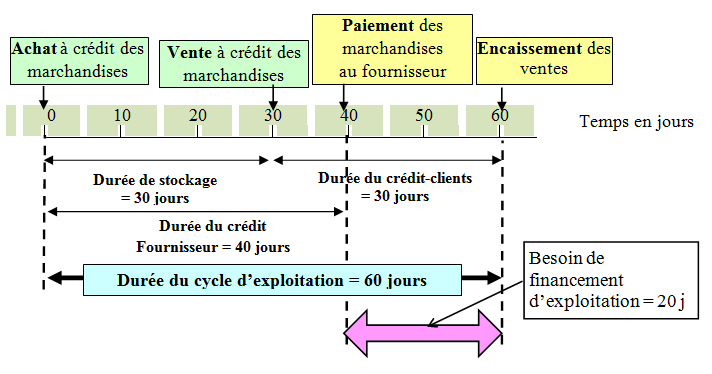 Achat à crédit des
marchandises
Vente à crédit des
marchandises
Paiement des
marchandises
au fournisseur
Encaissement des
ventes
0 10 20 30 40 50 60
Temps en jours
Durée de stockage
= 30 jours
Durée du crédit-clients
= 30 jours
Durée du crédit
Fournisseur = 40 jours
Durée du cycle d’exploitation = 60 jours
Besoin de
financement
d’exploitation = 20 j